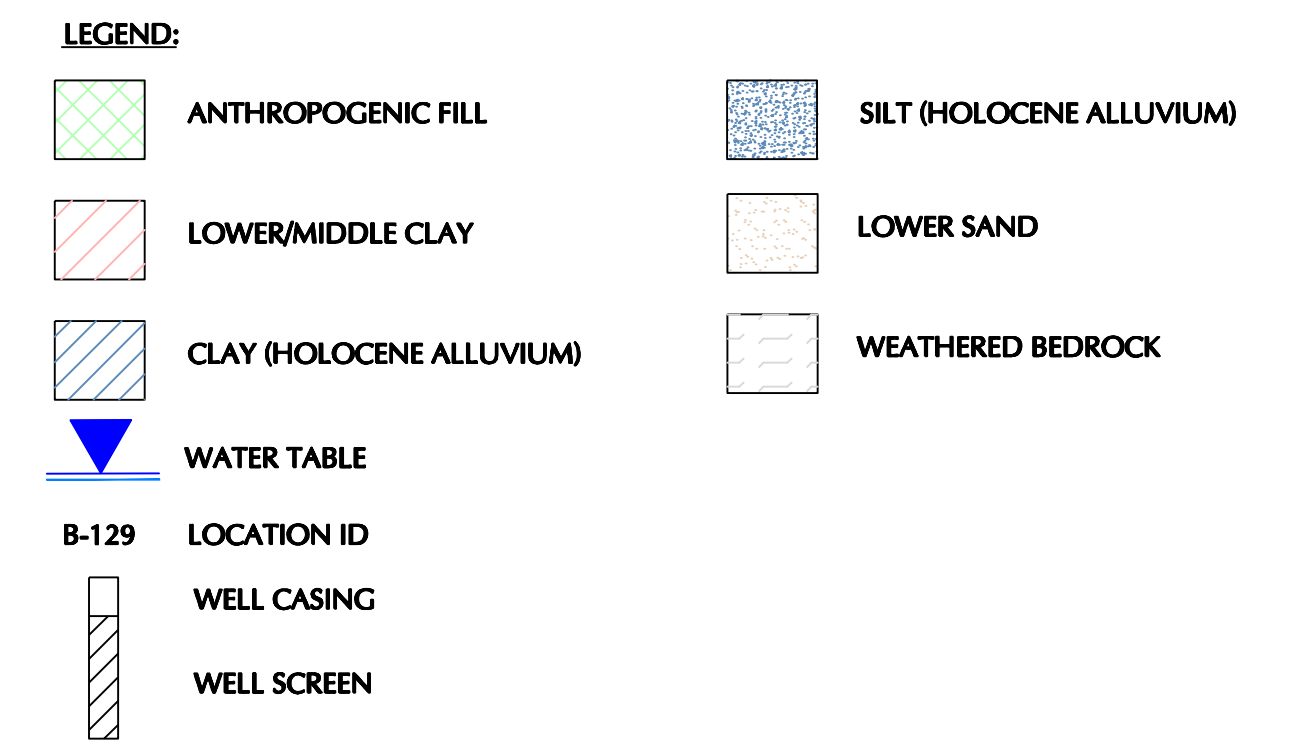 LEGEND:
ANTHROPOGENIC FILL
LOWER/MIDDLE CLAY
CLAY (HOLOCENE ALLUVIUM)
WATER TABLE
B-129 LOCATION ID
WELL CASING
WELL SCREEN
SILT (HOLOCENE ALLUVIUM)
LOWER SAND
WEATHERED BEDROCK